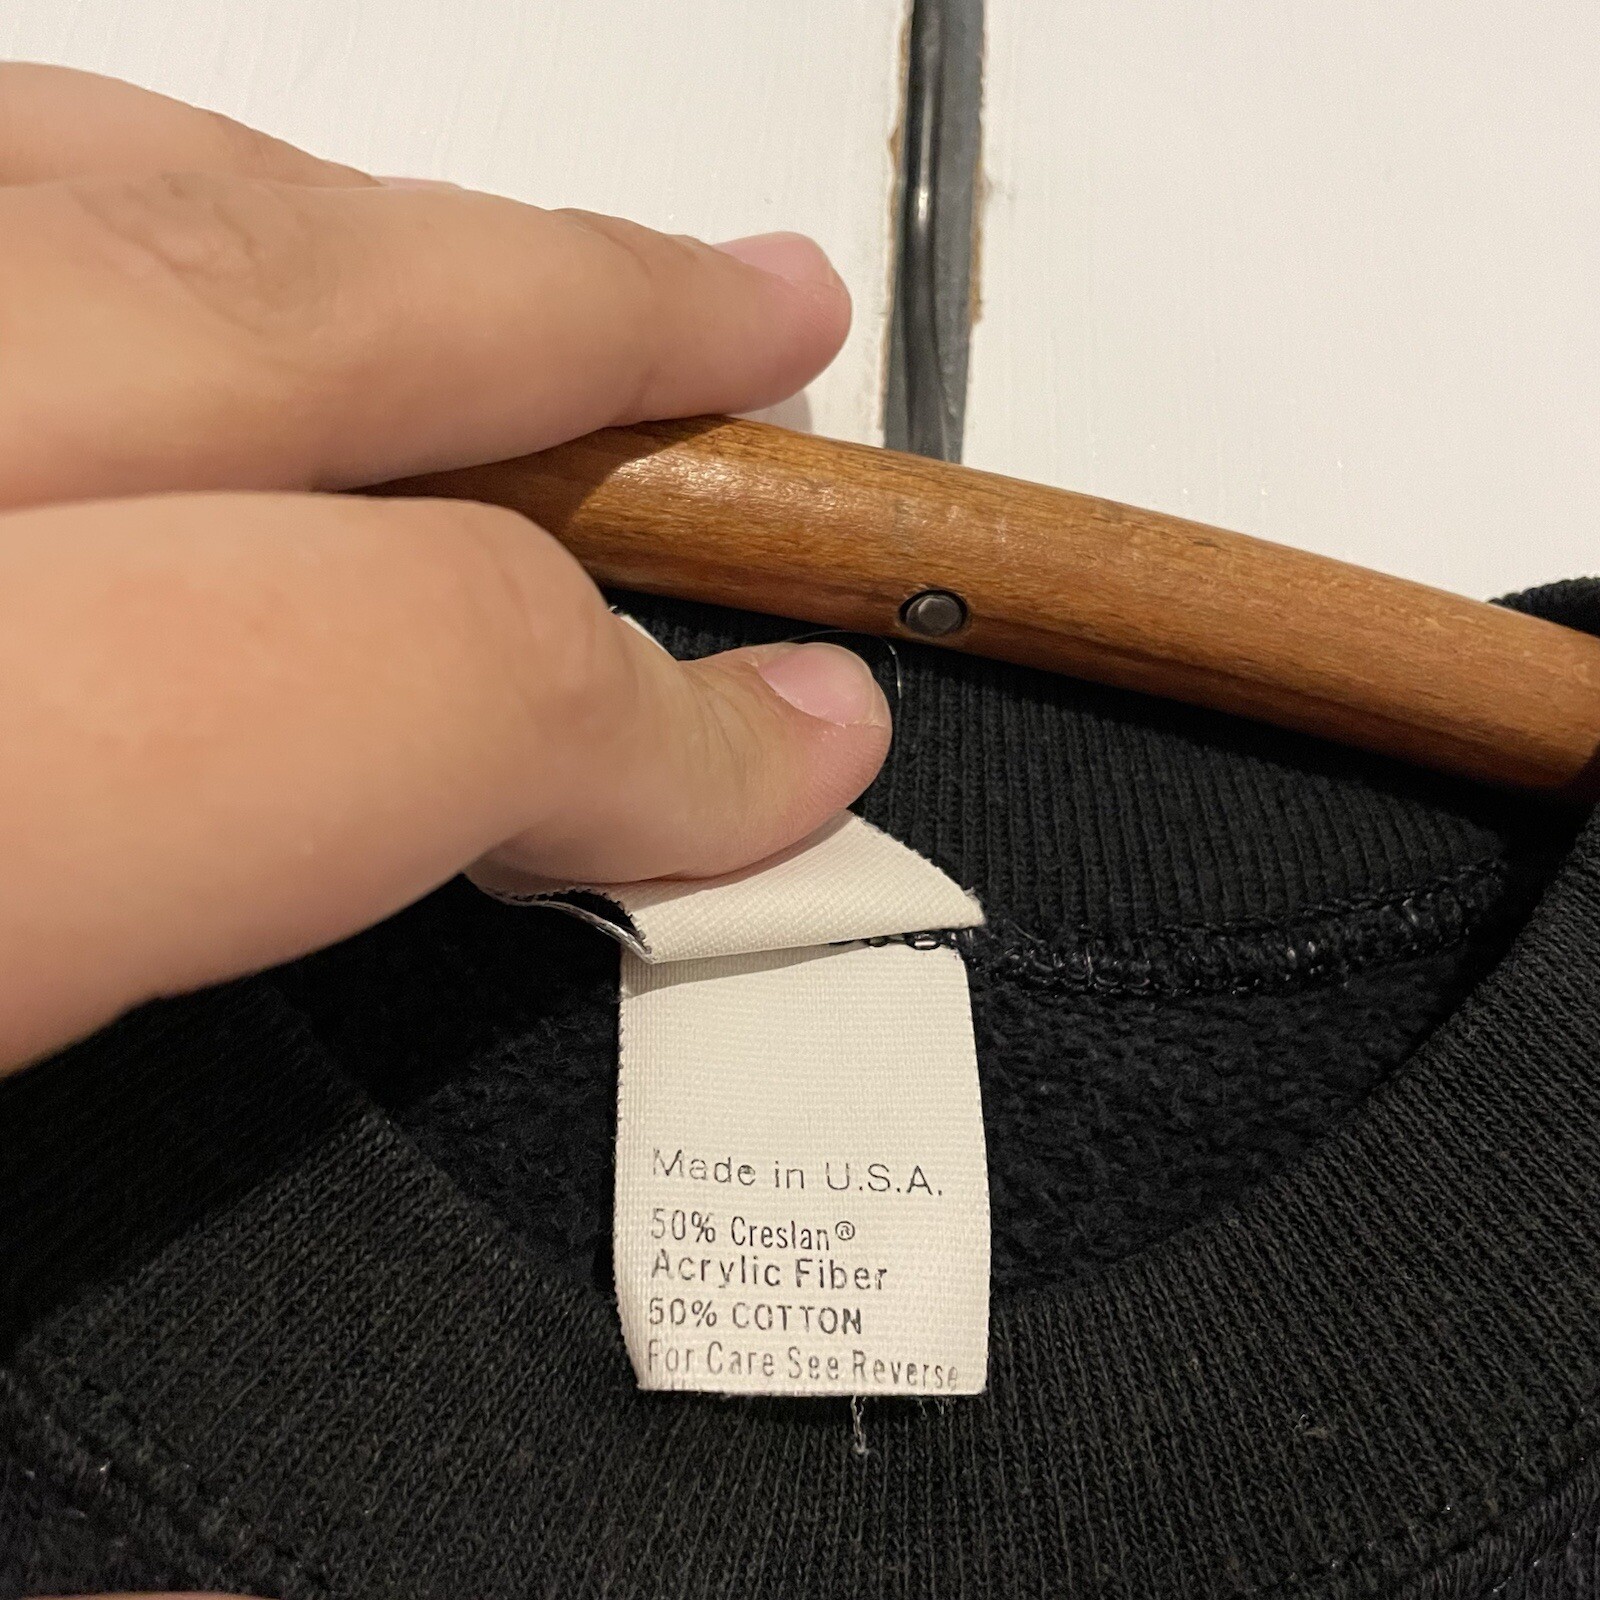 Made in U.S.A.
50% Creslan®
Acrylic Fiber
50% COTTON
For Care See Reverse